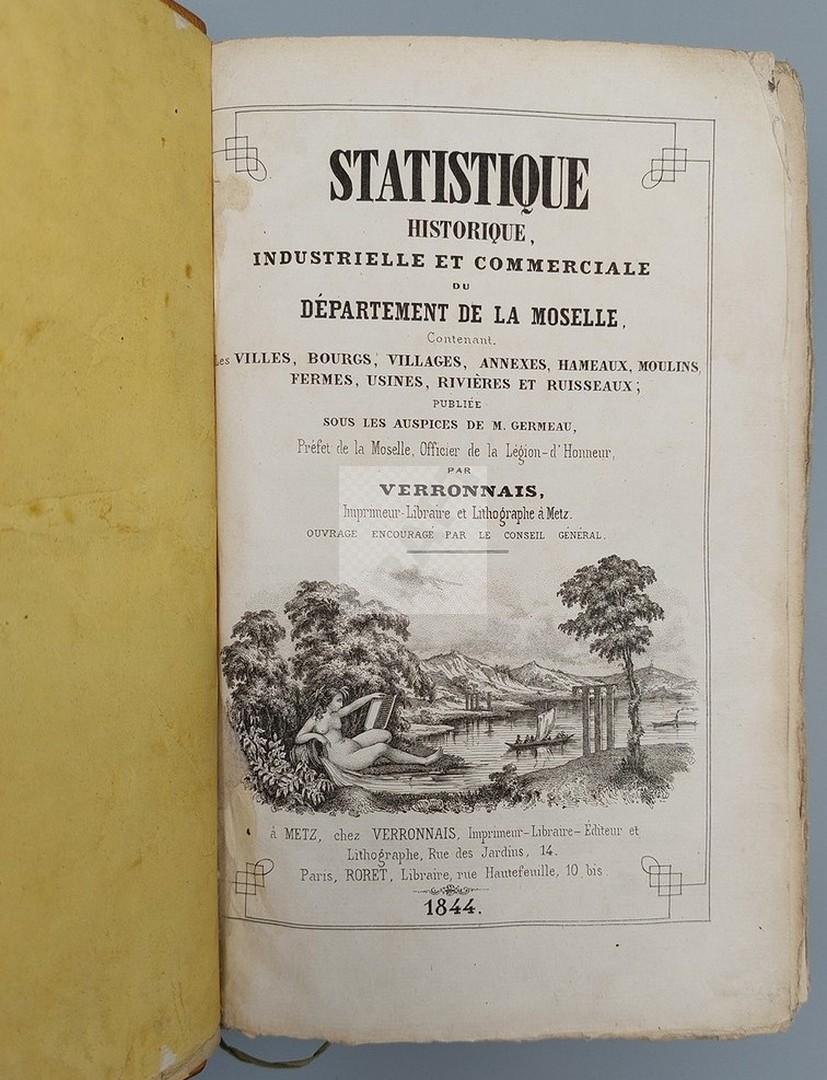 STATISTIQUE
HISTORIQUE,
INDUSTRIELLE ET COMMERCIALE
DU
DÉPARTEMENT DE LA MOSELLE,
Contenant.
Les VILLES, BOURGS, VILLAGES, ANNEXES, HAMEAUX, MOULINS,
FERMES, USINES, RIVIÈRES ET RUISSEAUX;
PUBLIÉE
SOUS LES AUSPICES DE M. GERMEAU,
Préfet de la Moselle, Officier de la Légion-d'Honneur,
PAR
VERRONNAIS,
Imprimeur-Libraire et Lithographe à Metz.
OUVRAGE ENCOURAGÉ PAR LE CONSEIL GÉNÉRAL.
à METZ, chez VERRONNAIS, Imprimeur-Libraire-Éditeur et
Lithographe, Rue des Jardins, 14.
Paris, RORET, Libraire, rue Hautefeuille, 10 bis.
1844.